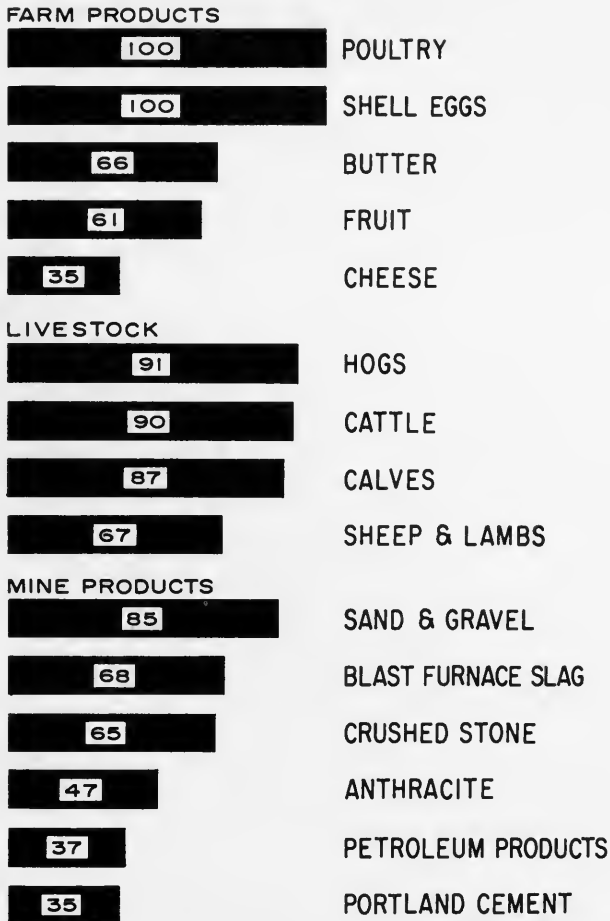 FARM PRODUCTS
100 POULTRY
100 SHELL EGGS
66 BUTTER
61 FRUIT
35 CHEESE
LIVESTOCK
91 HOGS
90 CATTLE
87 CALVES
67 SHEEP & LAMBS
MINE PRODUCTS
85 SAND & GRAVEL
68 BLAST FURNACE SLAG
65 CRUSHED STONE
47 ANTHRACITE
37 PETROLEUM PRODUCTS
35 PORTLAND CEMENT